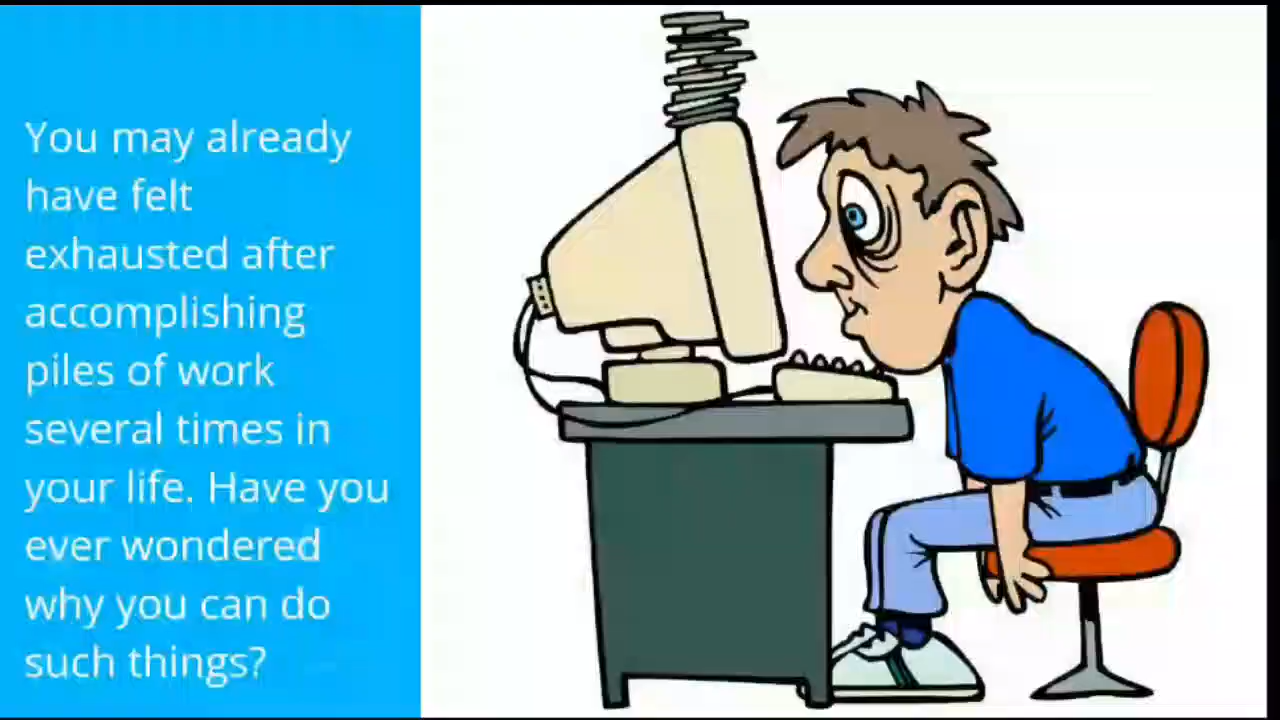 You may already
have felt
exhausted after
accomplishing
piles of work
several times in
your life. Have you
ever wondered
why you can do
such things?